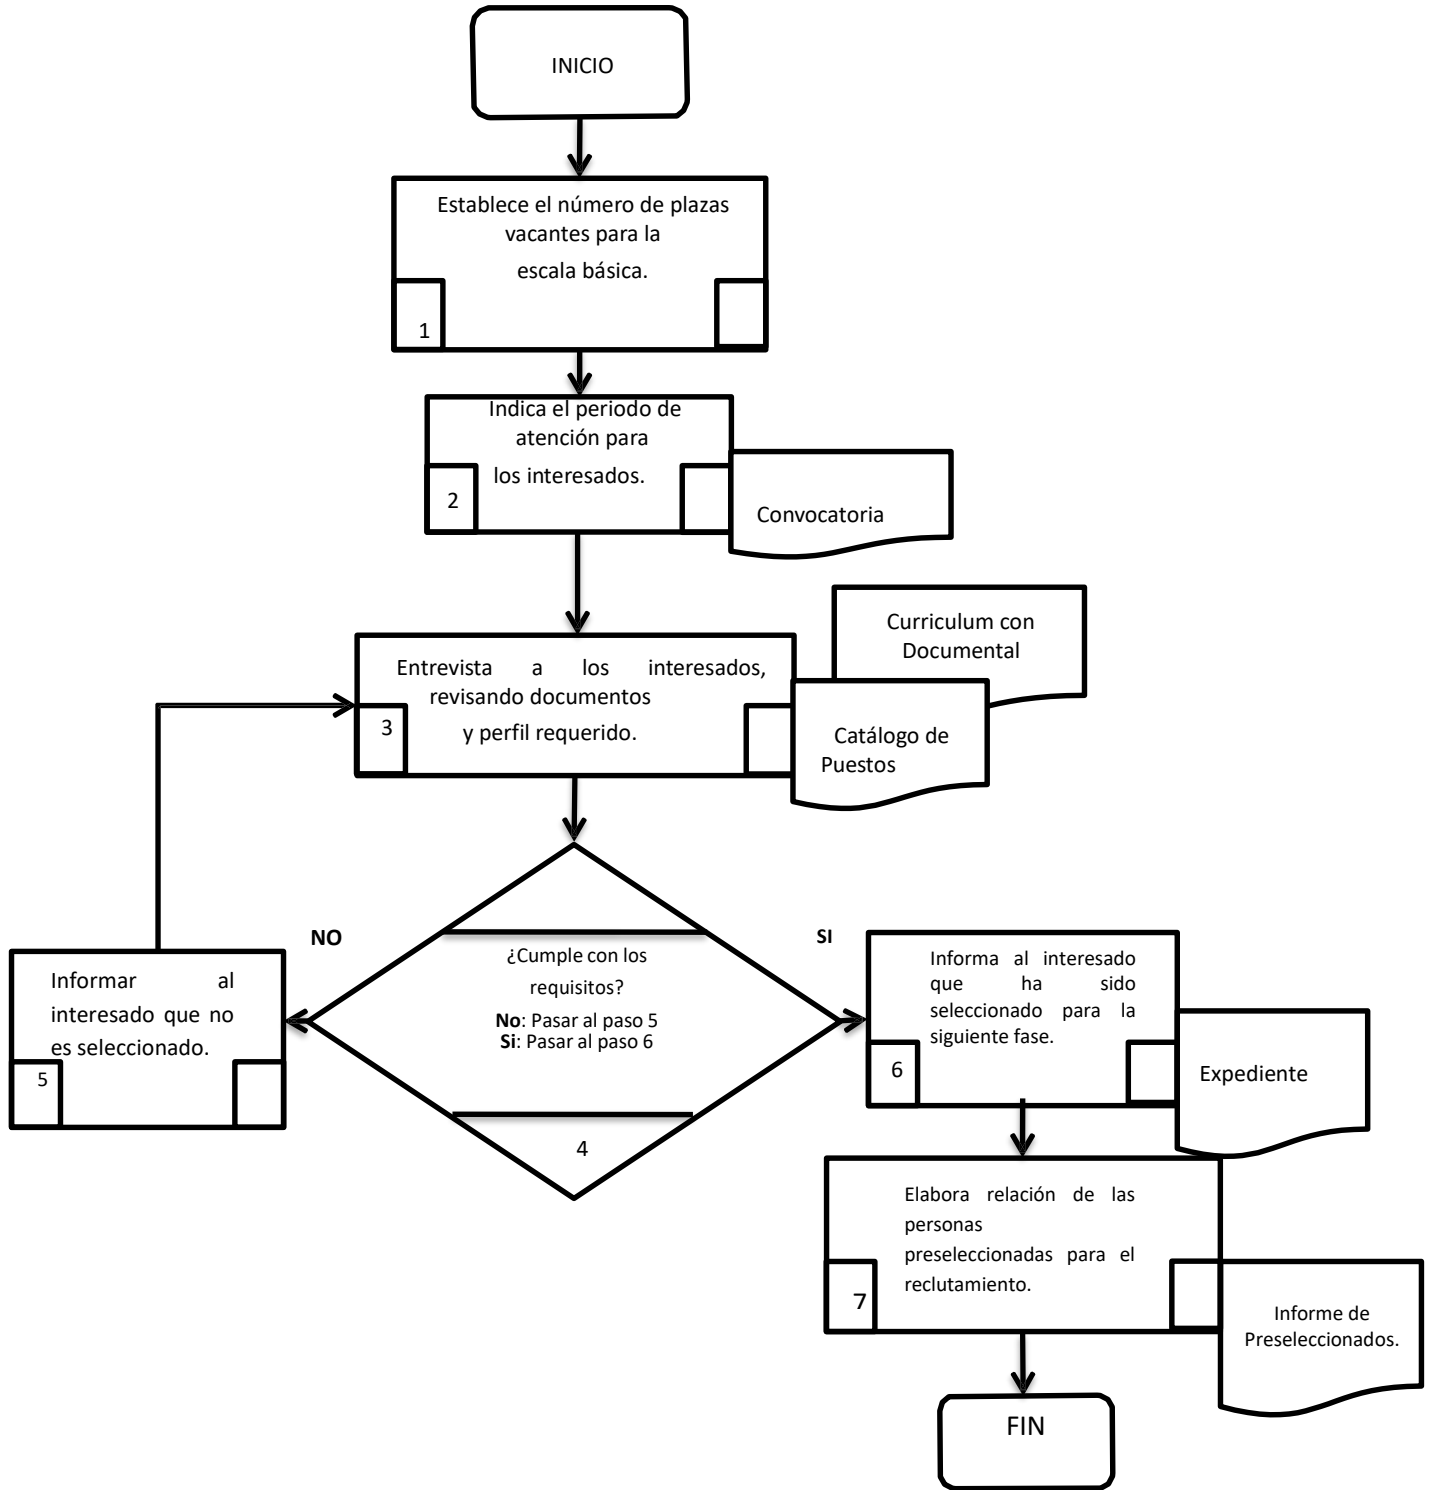 INICIO
Establece el número de plazas
vacantes para la
escala básica.
1
Indica el periodo de
atención para
los interesados.
2
Convocatoria
Curriculum con
Documental
Entrevista a los interesados,
revisando documentos
y perfil requerido.
3
Catálogo de
Puestos
NO
SI
¿Cumple con los
requisitos?
No: Pasar al paso 5
Si: Pasar al paso 6
4
Informar al
interesado que no
es seleccionado.
5
Informa al interesado
que ha sido
seleccionado para la
siguiente fase.
6
Expediente
Elabora relación de las
personas
preseleccionadas para el
reclutamiento.
7
Informe de
Preseleccionados.
FIN